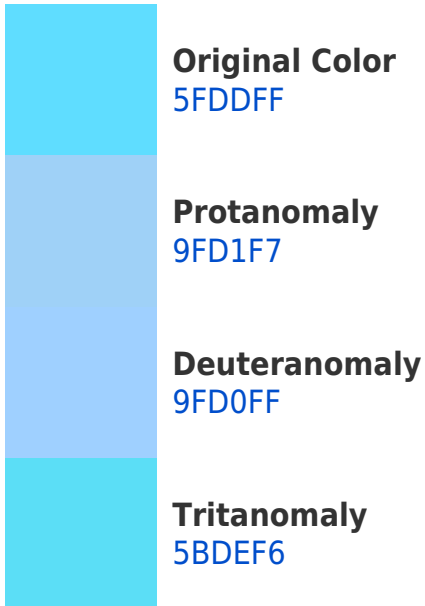 Original Color
5FDDFF
Protanomaly
9FD1F7
Deuteranomaly
9FD0FF
Tritanomaly
5BDEF6